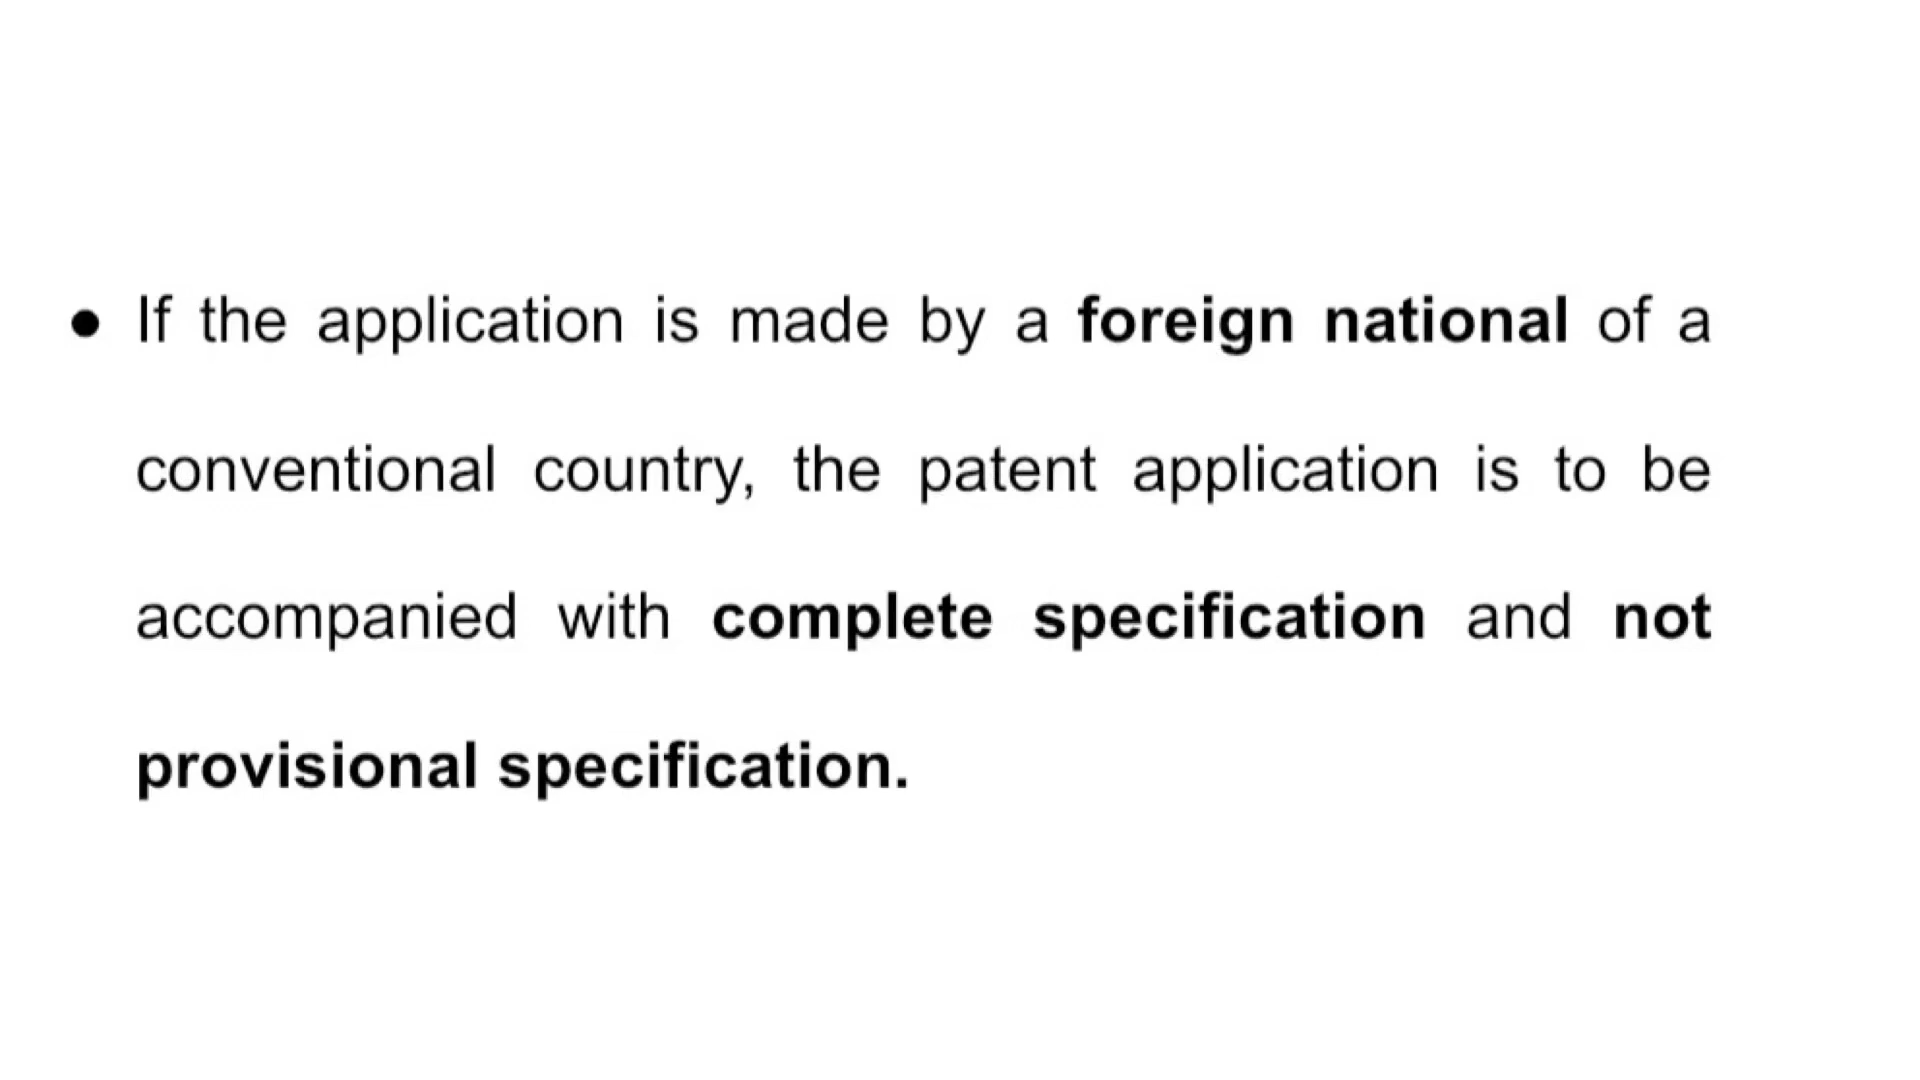 ● If the application is made by a foreign national of a
conventional country, the patent application is to be
accompanied with complete specification and not
provisional specification.